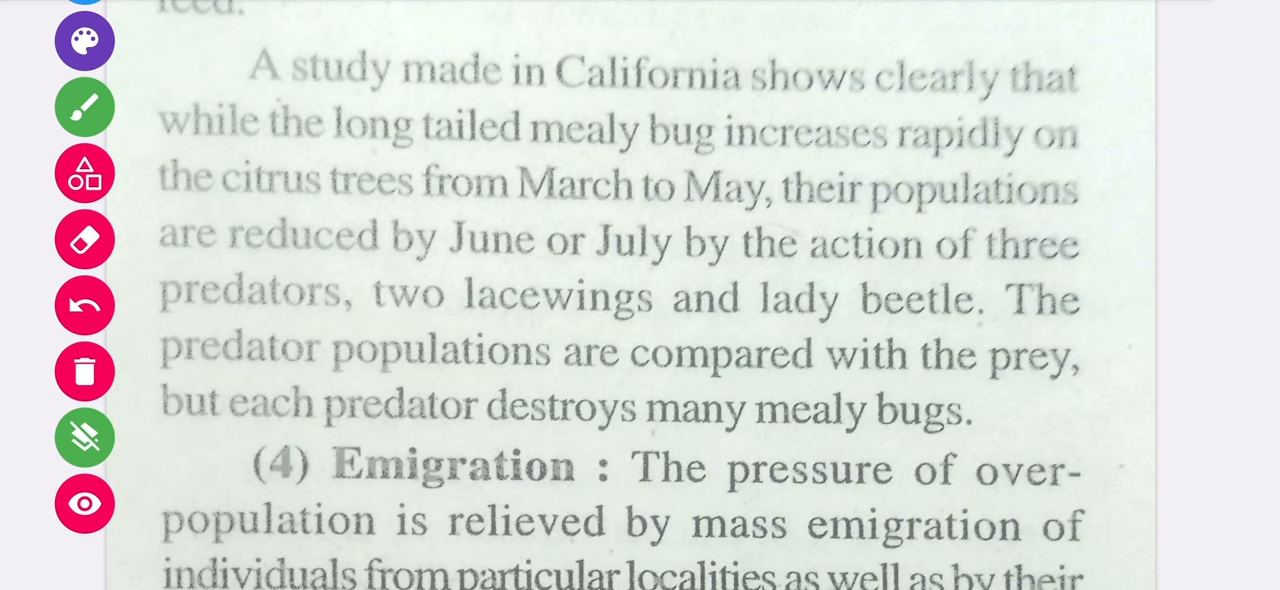 A study made in California shows clearly that
while the long tailed mealy bug increases rapidly on
the citrus trees from March to May, their populations
are reduced by June or July by the action of three
predators, two lacewings and lady beetle. The
predator populations are compared with the prey,
but each predator destroys many mealy bugs.
(4) Emigration : The pressure of over-
population is relieved by mass emigration of
individuals from particular localities as well as by their